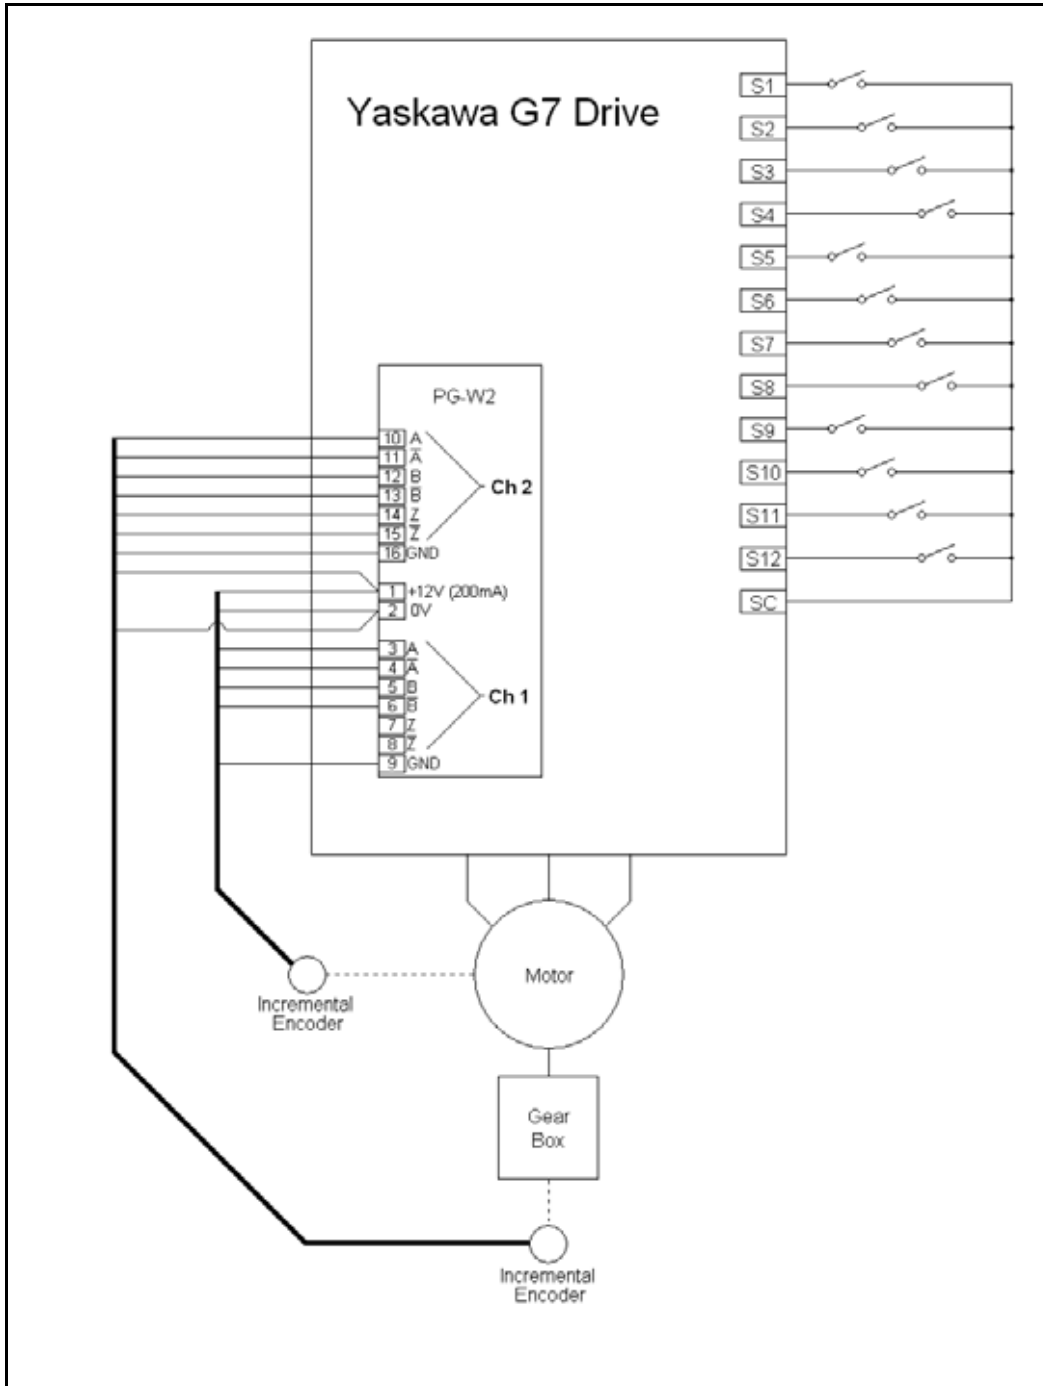 Yaskawa G7 Drive
S1
S2
S3
S4
S5
S6
S7
S8
S9
S10
S11
S12
SC
PG-W2
10 A
11 A̅
12 B
13 B̅
14 Z
15 Z̅
16 GND
Ch 2
1 +12V (200mA)
2 0V
3 A
4 A̅
5 B
6 B̅
7 Z
8 Z̅
9 GND
Ch 1
Motor
Incremental
Encoder
Gear
Box
Incremental
Encoder